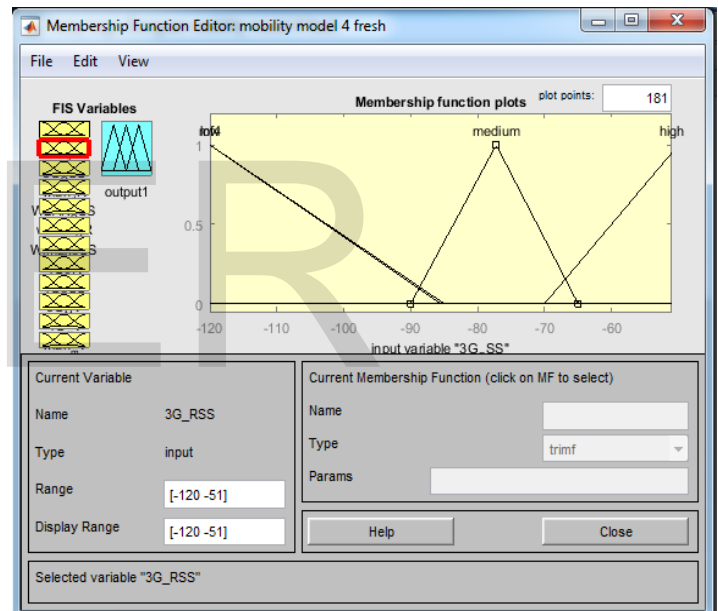 Membership Function Editor: mobility model 4 fresh
File Edit View
FIS Variables
Membership function plots
plot points:
181
output1
medium
high
1
0.5
0
-120 -110 -100 -90 -80 -70 -60
input variable "3G_SS"
Current Variable
Name 3G_RSS
Type input
Range [-120 -51]
Display Range [-120 -51]
Current Membership Function (click on MF to select)
Name
Type trimf
Params
Help Close
Selected variable "3G_RSS"
ER